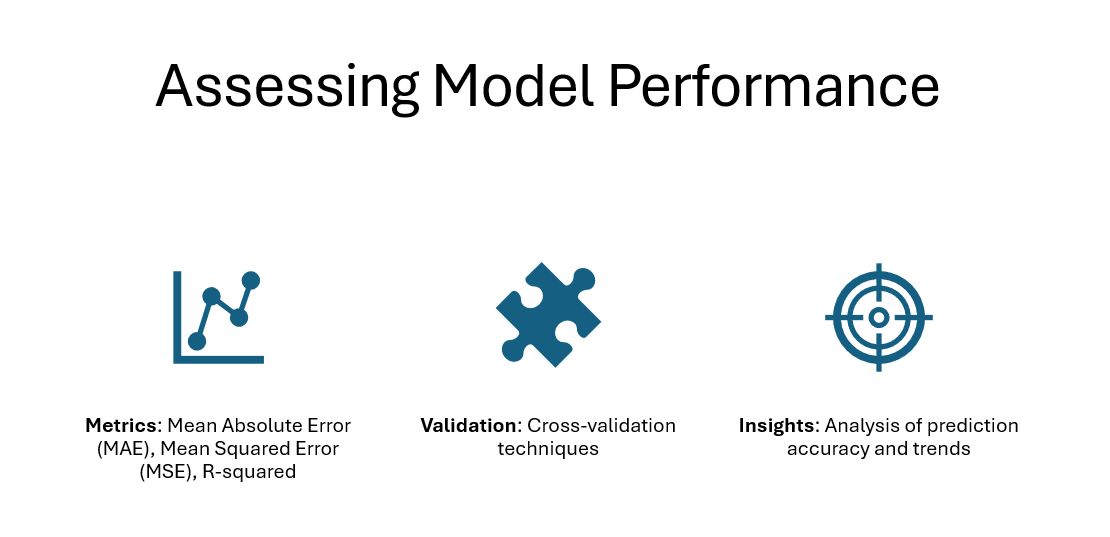 Assessing Model Performance
Metrics: Mean Absolute Error
(MAE), Mean Squared Error
(MSE), R-squared
Validation: Cross-validation
techniques
Insights: Analysis of prediction
accuracy and trends